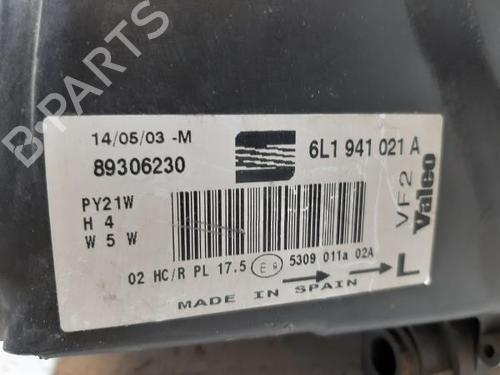 14/05/03 -M
89306230
6L1 941 021 A
PY21W
H 4
W 5 W
VF2
Valeo
02 HC/R PL 17.5 E9 5309 011a 02A
L
MADE IN SPAIN
B-PARTS